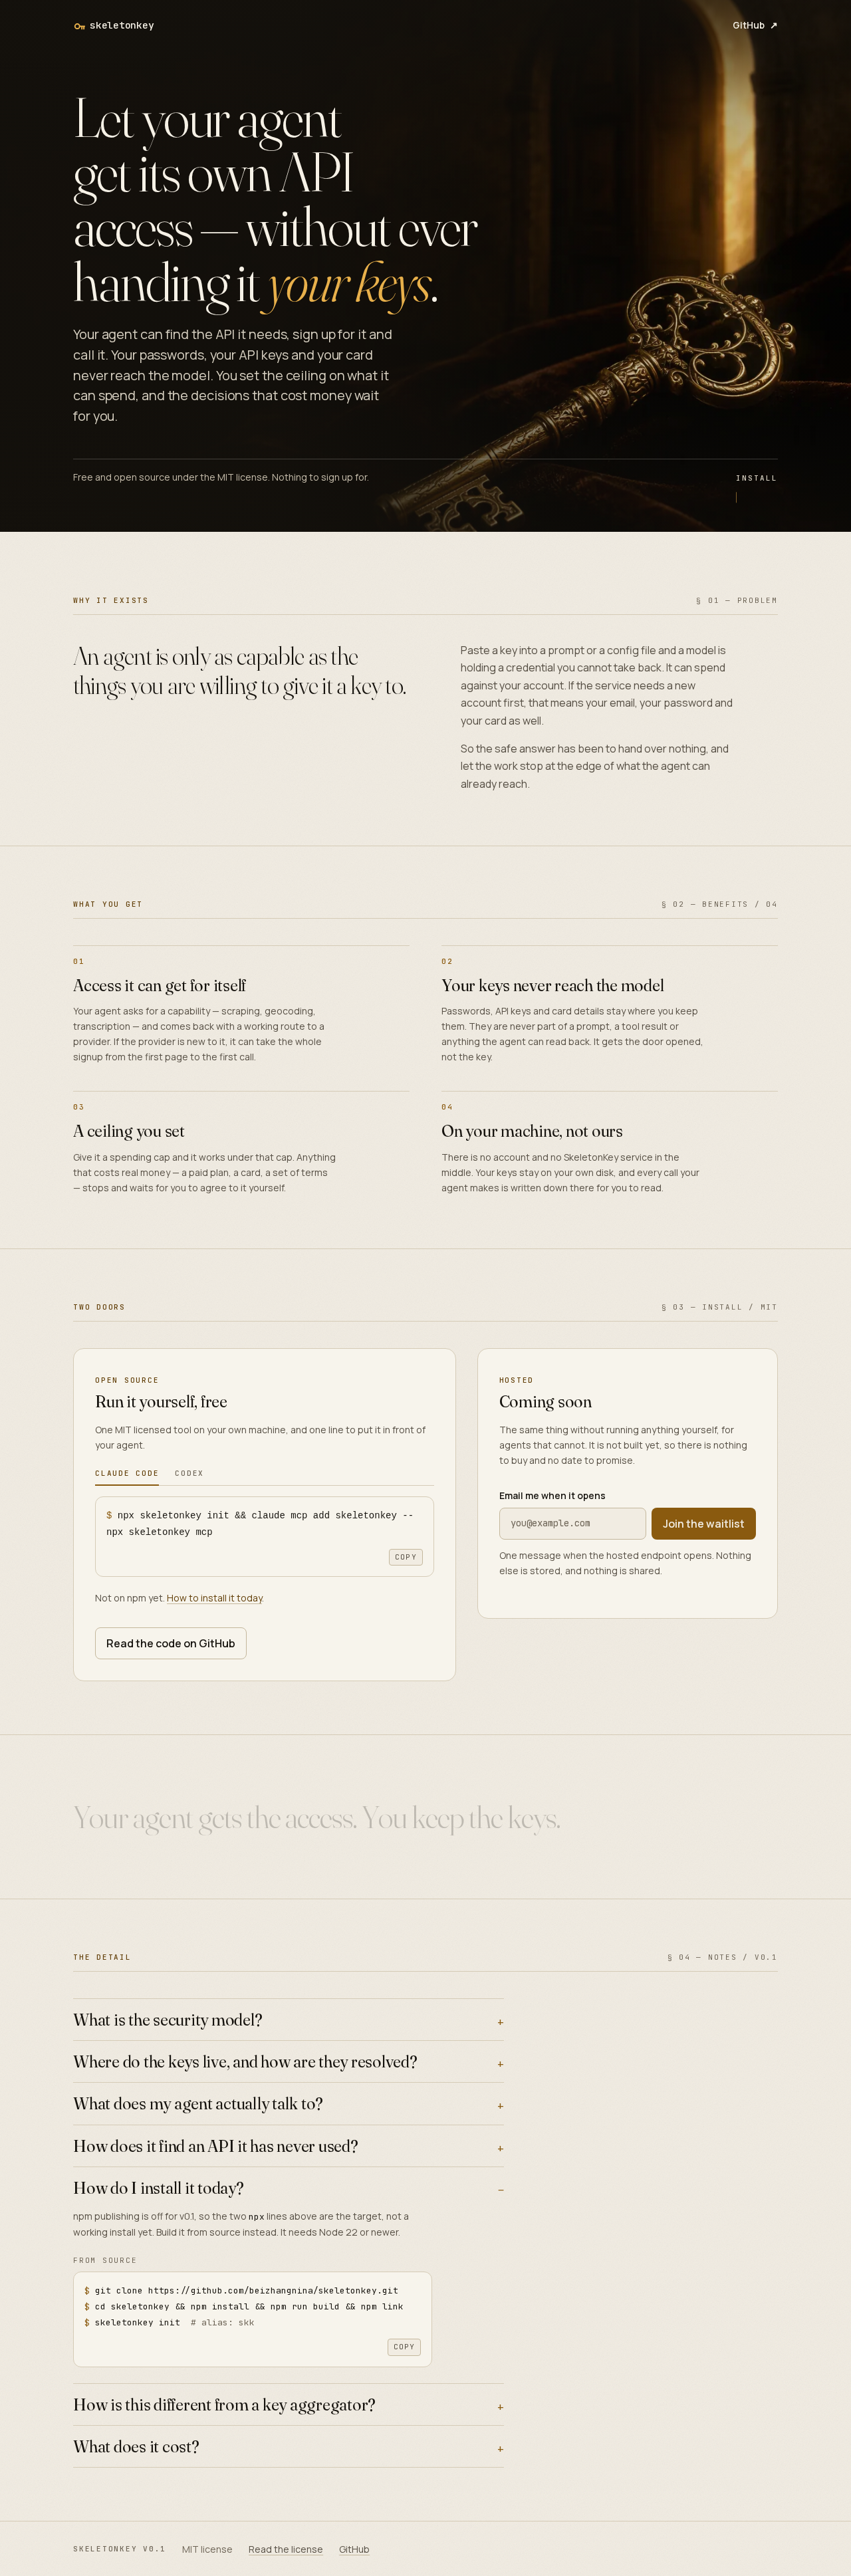 skeletonkey
GitHub ↗
Let your agent
get its own API
access — without ever
handing it your keys.
Your agent can find the API it needs, sign up for it and
call it. Your passwords, your API keys and your card
never reach the model. You set the ceiling on what it
can spend, and the decisions that cost money wait
for you.
Free and open source under the MIT license. Nothing to sign up for.
INSTALL
WHY IT EXISTS
§ 01 — PROBLEM
An agent is only as capable as the
things you are willing to give it a key to.
Paste a key into a prompt or a config file and a model is
holding a credential you cannot take back. It can spend
against your account. If the service needs a new
account first, that means your email, your password and
your card as well.
So the safe answer has been to hand over nothing, and
let the work stop at the edge of what the agent can
already reach.
WHAT YOU GET
§ 02 — BENEFITS / 04
01
Access it can get for itself
Your agent asks for a capability — scraping, geocoding,
transcription — and comes back with a working route to a
provider. If the provider is new to it, it can take the whole
signup from the first page to the first call.
02
Your keys never reach the model
Passwords, API keys and card details stay where you keep
them. They are never part of a prompt, a tool result or
anything the agent can read back. It gets the door opened,
not the key.
03
A ceiling you set
Give it a spending cap and it works under that cap. Anything
that costs real money — a paid plan, a card, a set of terms
— stops and waits for you to agree to it yourself.
04
On your machine, not ours
There is no account and no SkeletonKey service in the
middle. Your keys stay on your own disk, and every call your
agent makes is written down there for you to read.
TWO DOORS
§ 03 — INSTALL / MIT
OPEN SOURCE
Run it yourself, free
One MIT licensed tool on your own machine, and one line to put it in front of
your agent.
CLAUDE CODE
CODEX
$ npx skeletonkey init && claude mcp add skeletonkey --
npx skeletonkey mcp
COPY
Not on npm yet. How to install it today.
Read the code on GitHub
HOSTED
Coming soon
The same thing without running anything yourself, for
agents that cannot. It is not built yet, so there is nothing
to buy and no date to promise.
Email me when it opens
you@example.com
Join the waitlist
One message when the hosted endpoint opens. Nothing
else is stored, and nothing is shared.
Your agent gets the access. You keep the keys.
THE DETAIL
§ 04 — NOTES / V0.1
What is the security model?
+
Where do the keys live, and how are they resolved?
+
What does my agent actually talk to?
+
How does it find an API it has never used?
+
How do I install it today?
–
npm publishing is off for v0.1, so the two npx lines above are the target, not a
working install yet. Build it from source instead. It needs Node 22 or newer.
FROM SOURCE
$ git clone https://github.com/beizhangnina/skeletonkey.git
$ cd skeletonkey && npm install && npm run build && npm link
$ skeletonkey init # alias: skk
COPY
How is this different from a key aggregator?
+
What does it cost?
+
SKELETONKEY V0.1
MIT license
Read the license
GitHub